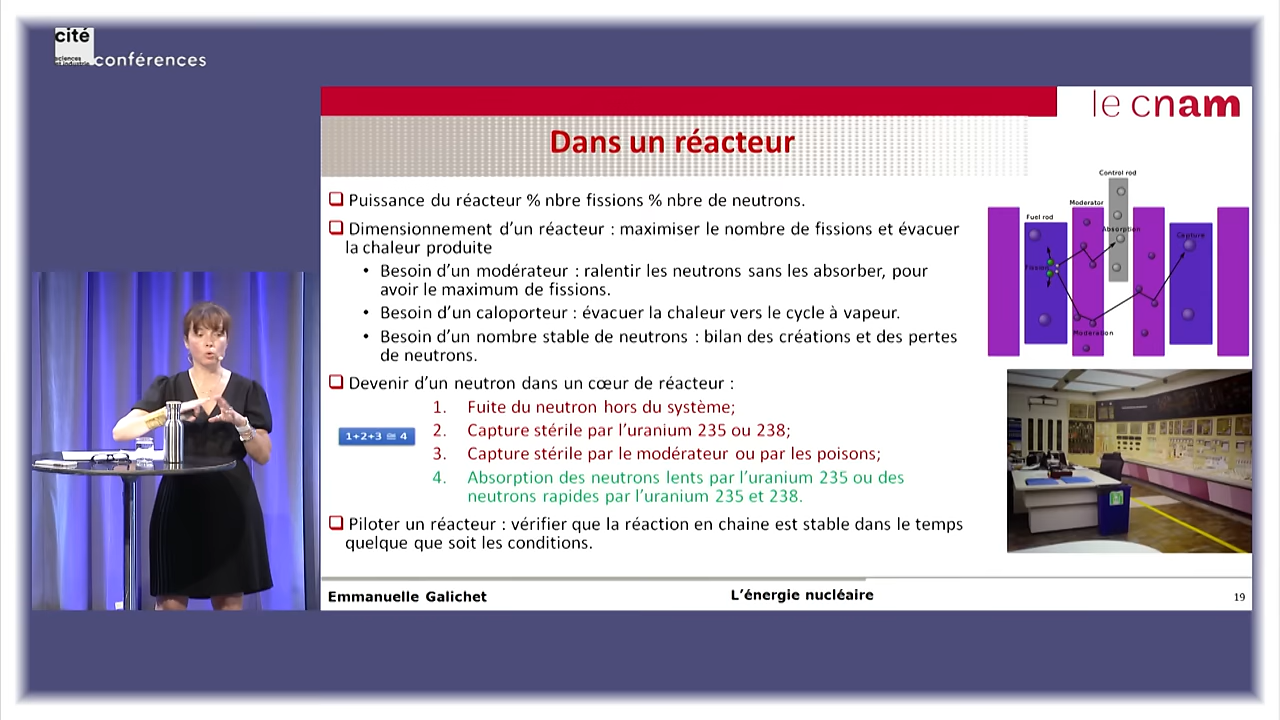 cité
sciences
et industrie
conférences
le cnam
Dans un réacteur
Puissance du réacteur % nbre fissions % nbre de neutrons.
Dimensionnement d’un réacteur : maximiser le nombre de fissions et évacuer
la chaleur produite
• Besoin d’un modérateur : ralentir les neutrons sans les absorber, pour
avoir le maximum de fissions.
• Besoin d’un caloporteur : évacuer la chaleur vers le cycle à vapeur.
• Besoin d’un nombre stable de neutrons : bilan des créations et des pertes
de neutrons.
Devenir d’un neutron dans un cœur de réacteur :
1. Fuite du neutron hors du système;
2. Capture stérile par l’uranium 235 ou 238;
3. Capture stérile par le modérateur ou par les poisons;
4. Absorption des neutrons lents par l’uranium 235 ou des
neutrons rapides par l’uranium 235 et 238.
1+2+3 ≅ 4
Piloter un réacteur : vérifier que la réaction en chaine est stable dans le temps
quelque que soit les conditions.
Control rod
Moderator
Fuel rod
Absorption
Capture
Fission
Moderation
Emmanuelle Galichet
L’énergie nucléaire
19